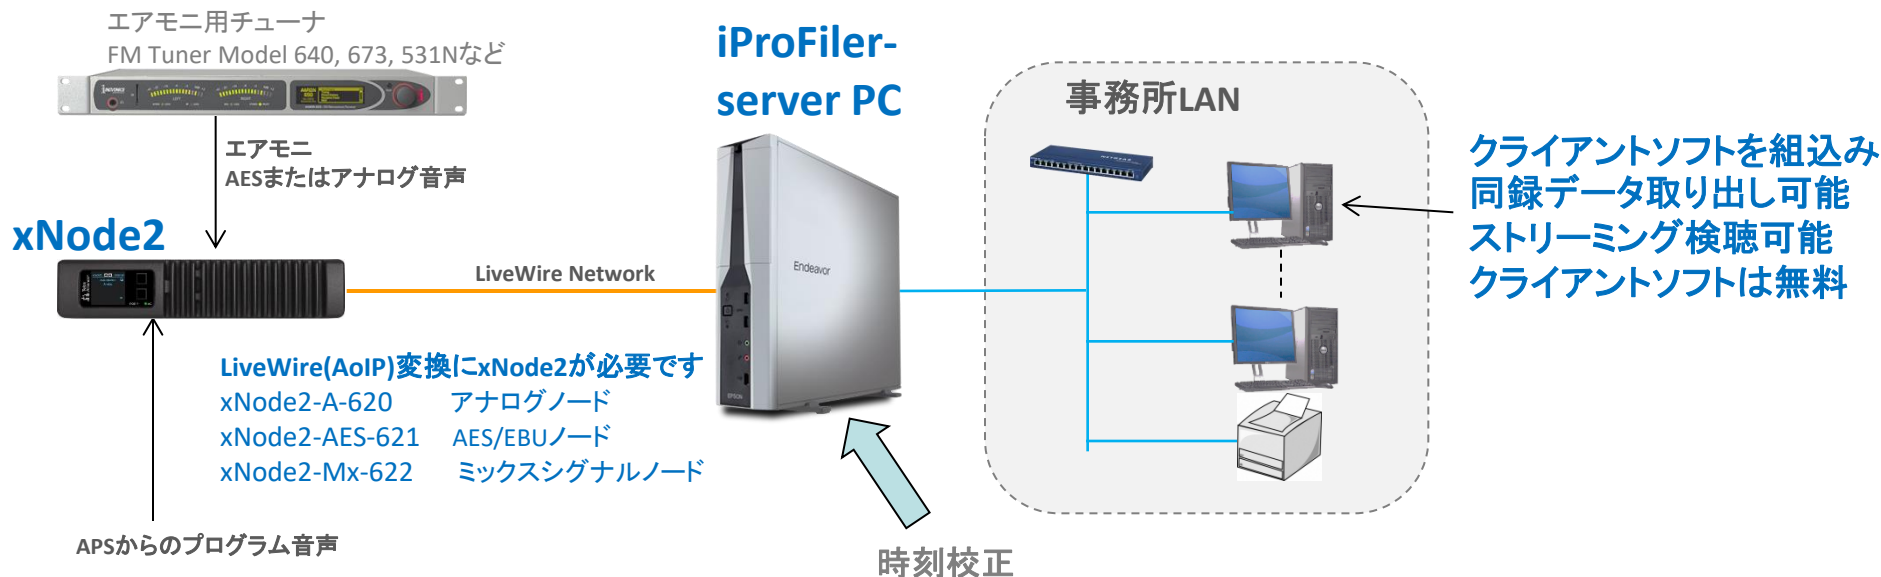 エアモニ用チューナ
FM Tuner Model 640, 673, 531Nなど
エアモニ
AESまたはアナログ音声
xNode2
LiveWire Network
LiveWire(AoIP)変換にxNode2が必要です
xNode2-A-620 アナログノード
xNode2-AES-621 AES/EBUノード
xNode2-Mx-622 ミックスシグナルノード
APSからのプログラム音声
iProFiler-
server PC
Endeavor
EPSON
時刻校正
事務所LAN
NETGEAR
クライアントソフトを組込み
同録データ取り出し可能
ストリーミング検聴可能
クライアントソフトは無料